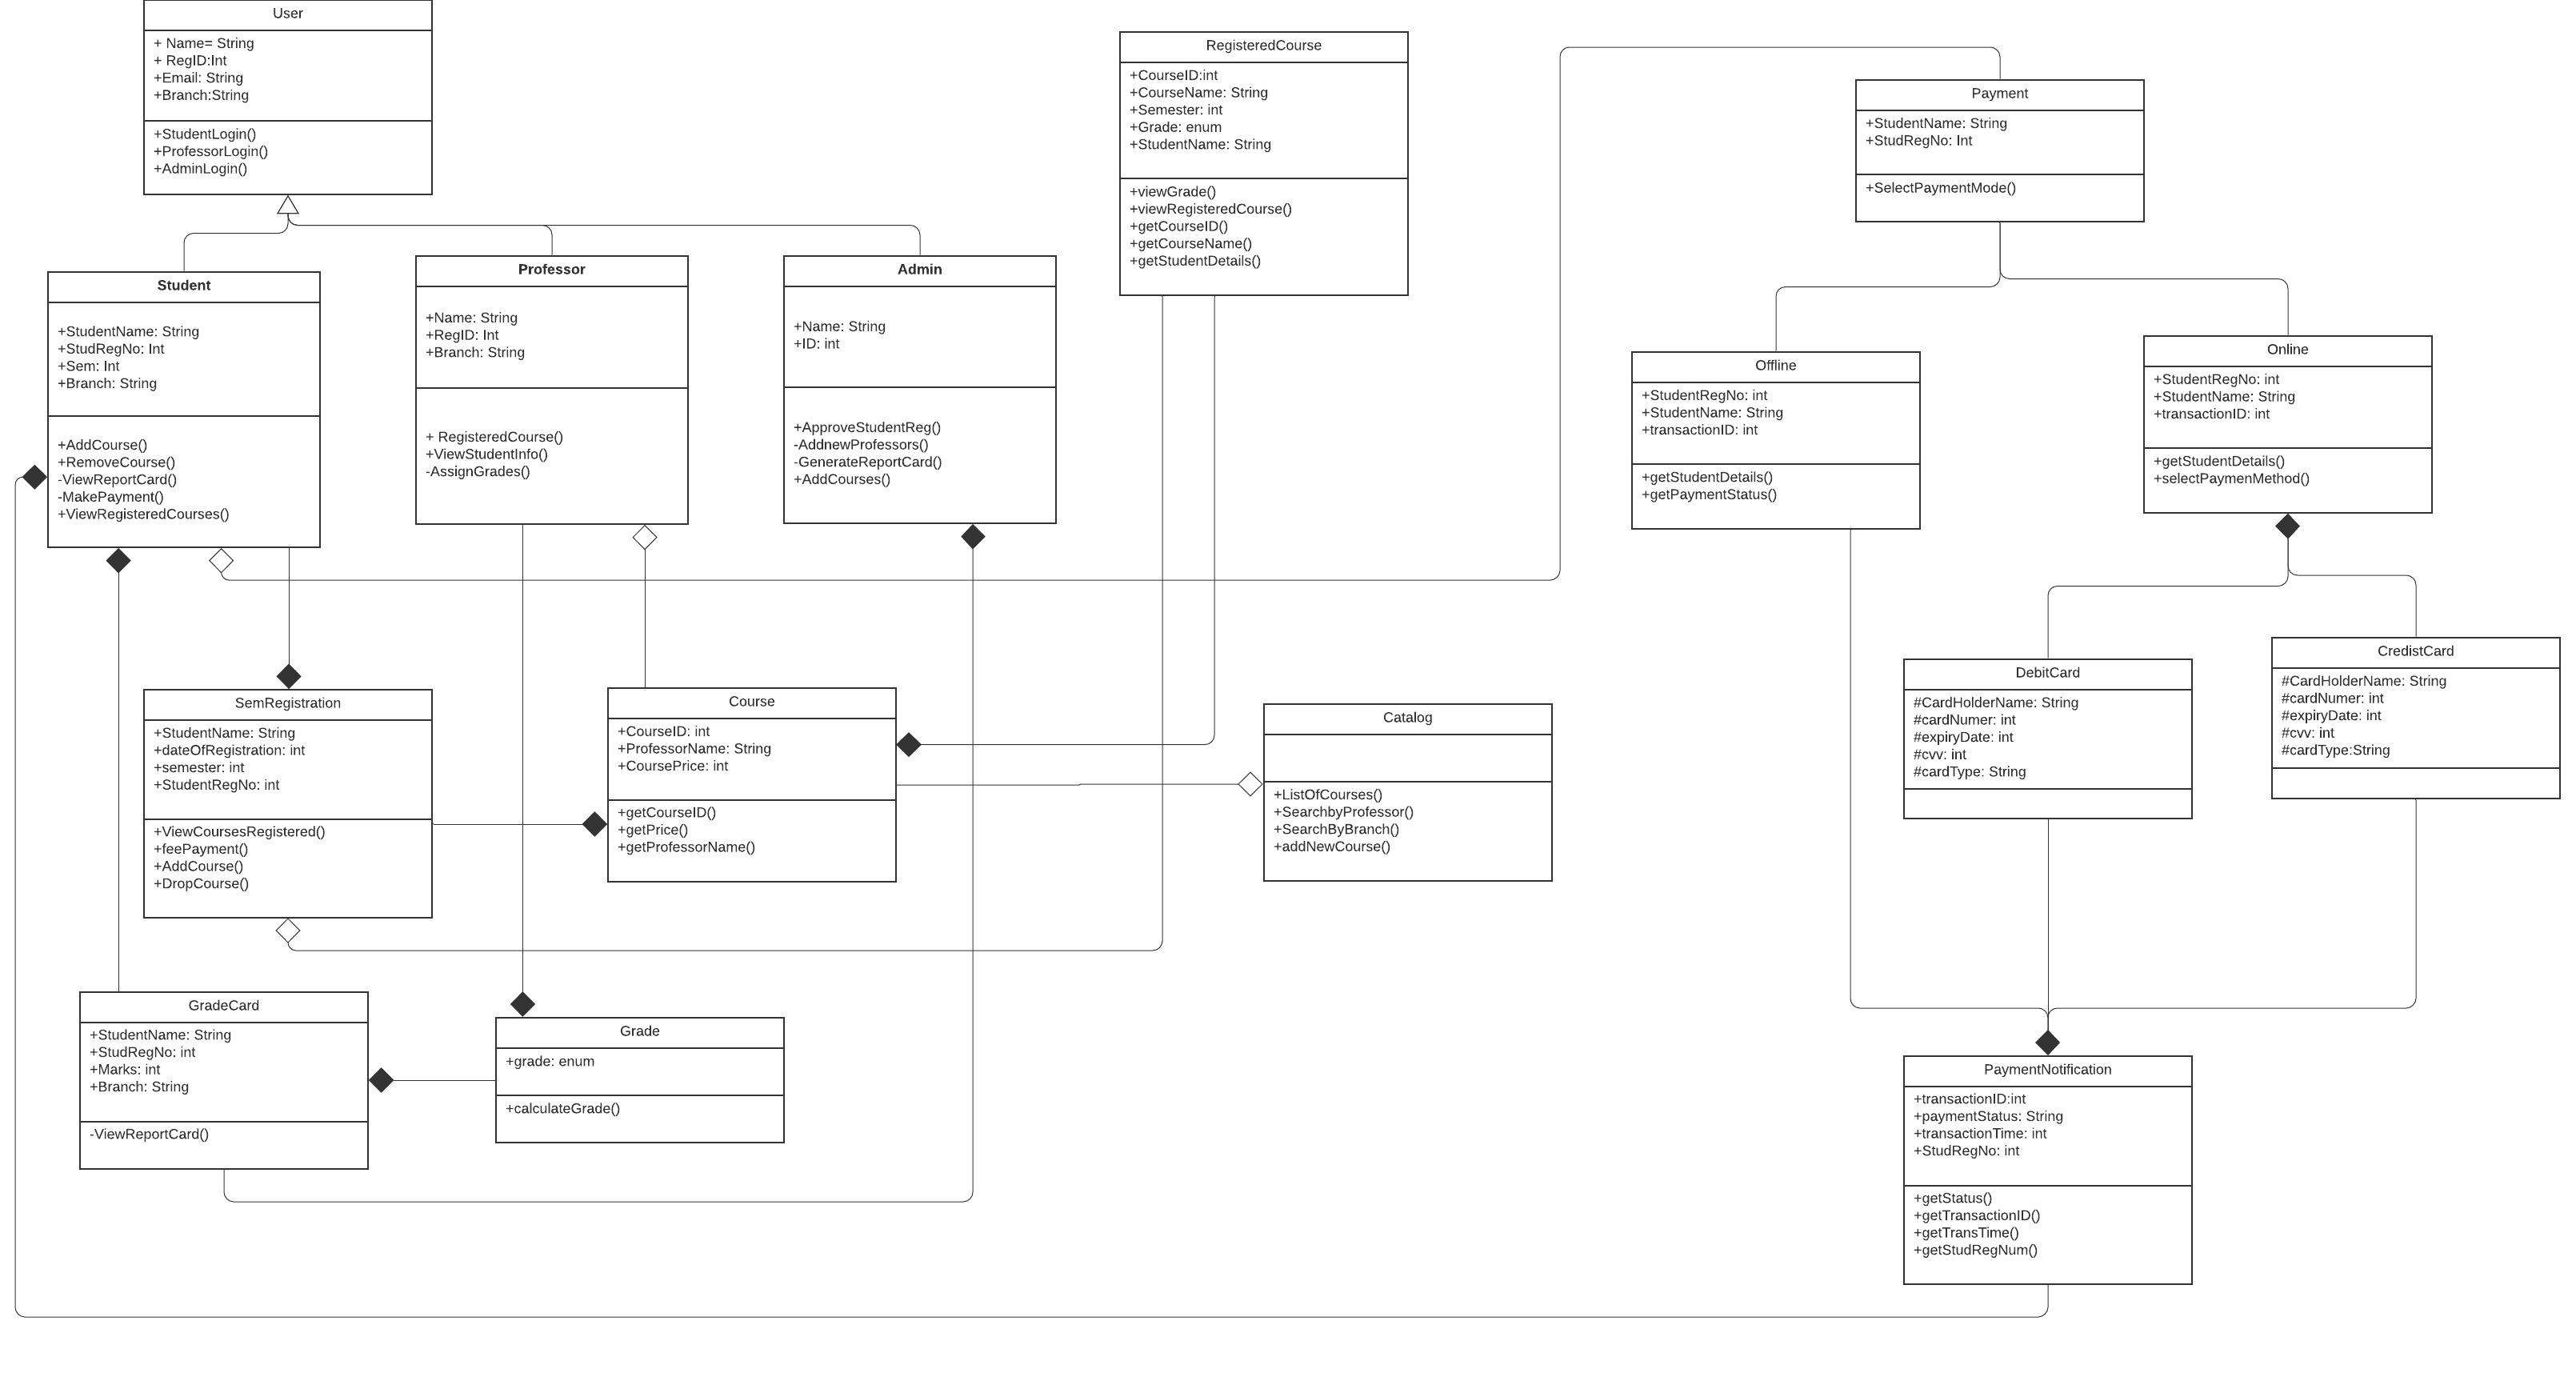 User
+ Name= String
+ RegID:Int
+Email: String
+Branch:String
+StudentLogin()
+ProfessorLogin()
+AdminLogin()
RegisteredCourse
+CourseID:int
+CourseName: String
+Semester: int
+Grade: enum
+StudentName: String
+viewGrade()
+viewRegisteredCourse()
+getCourseID()
+getCourseName()
+getStudentDetails()
Payment
+StudentName: String
+StudRegNo: Int
+SelectPaymentMode()
Student
+StudentName: String
+StudRegNo: Int
+Sem: Int
+Branch: String
+AddCourse()
+RemoveCourse()
-ViewReportCard()
-MakePayment()
+ViewRegisteredCourses()
Professor
+Name: String
+RegID: Int
+Branch: String
+ RegisteredCourse()
+ViewStudentInfo()
-AssignGrades()
Admin
+Name: String
+ID: int
+ApproveStudentReg()
-AddnewProfessors()
-GenerateReportCard()
+AddCourses()
Offline
+StudentRegNo: int
+StudentName: String
+transactionID: int
+getStudentDetails()
+getPaymentStatus()
Online
+StudentRegNo: int
+StudentName: String
+transactionID: int
+getStudentDetails()
+selectPaymenMethod()
SemRegistration
+StudentName: String
+dateOfRegistration: int
+semester: int
+StudentRegNo: int
+ViewCoursesRegistered()
+feePayment()
+AddCourse()
+DropCourse()
Course
+CourseID: int
+ProfessorName: String
+CoursePrice: int
+getCourseID()
+getPrice()
+getProfessorName()
Catalog
+ListOfCourses()
+SearchbyProfessor()
+SearchByBranch()
+addNewCourse()
DebitCard
#CardHolderName: String
#cardNumer: int
#expiryDate: int
#cvv: int
#cardType: String
CredistCard
#CardHolderName: String
#cardNumer: int
#expiryDate: int
#cvv: int
#cardType:String
GradeCard
+StudentName: String
+StudRegNo: int
+Marks: int
+Branch: String
-ViewReportCard()
Grade
+grade: enum
+calculateGrade()
PaymentNotification
+transactionID:int
+paymentStatus: String
+transactionTime: int
+StudRegNo: int
+getStatus()
+getTransactionID()
+getTransTime()
+getStudRegNum()